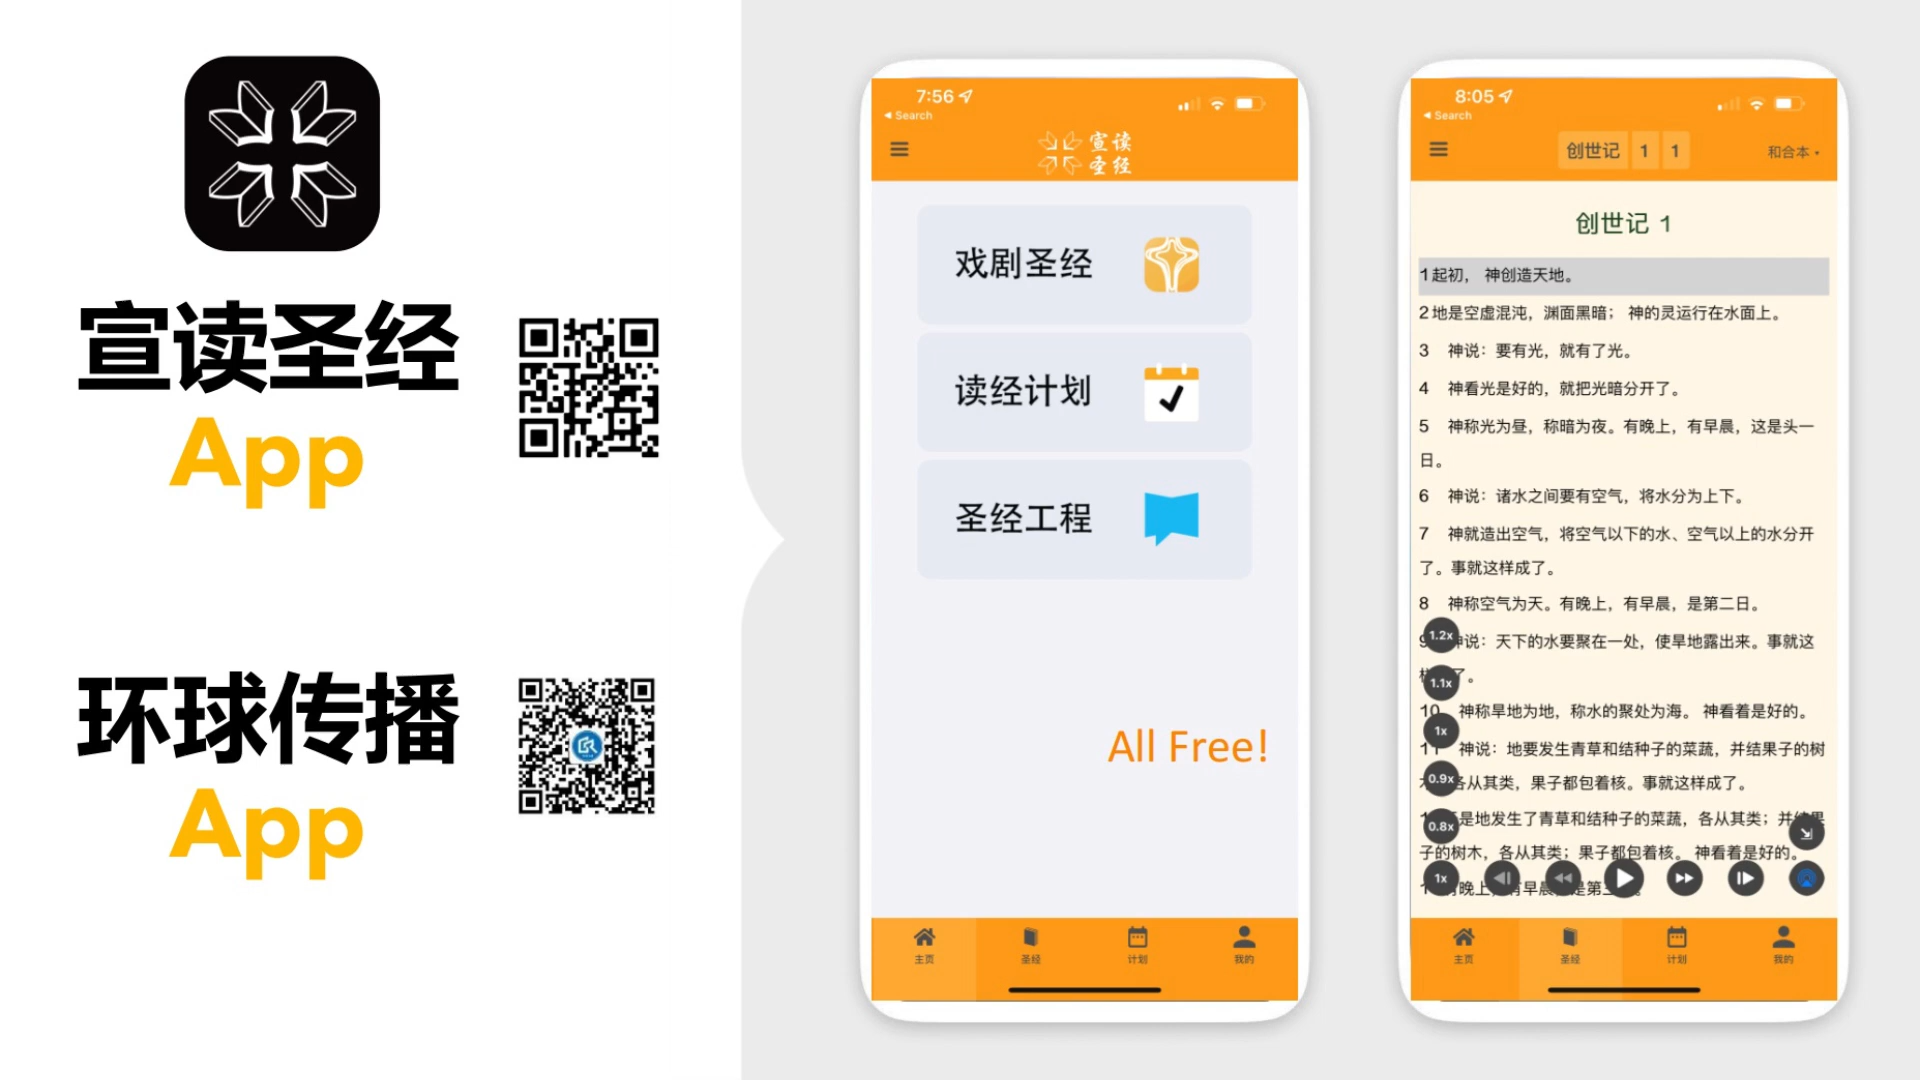 宣读圣经
App
环球传播
App
7:56
Search
宣读
圣经
戏剧圣经
读经计划
圣经工程
All Free!
主页
圣经
计划
我的
8:05
Search
创世记 1 1
和合本
创世记 1
1起初， 神创造天地。
2地是空虚混沌，渊面黑暗； 神的灵运行在水面上。
3 神说：要有光，就有了光。
4 神看光是好的，就把光暗分开了。
5 神称光为昼，称暗为夜。有晚上，有早晨，这是头一
日。
6 神说：诸水之间要有空气，将水分为上下。
7 神就造出空气，将空气以下的水、空气以上的水分开
了。事就这样成了。
8 神称空气为天。有晚上，有早晨，是第二日。
9 神说：天下的水要聚在一处，使旱地露出来。事就这
了。
10 神称旱地为地，称水的聚处为海。 神看着是好的。
11 神说：地要发生青草和结种子的菜蔬，并结果子的树
各从其类，果子都包着核。事就这样成了。
是地发生了青草和结种子的菜蔬，各从其类；并结果
子的树木，各从其类；果子都包着核。 神看着是好的。
晚上，有早晨 是第
1.2x
1.1x
1x
0.9x
0.8x
1x
主页
圣经
计划
我的